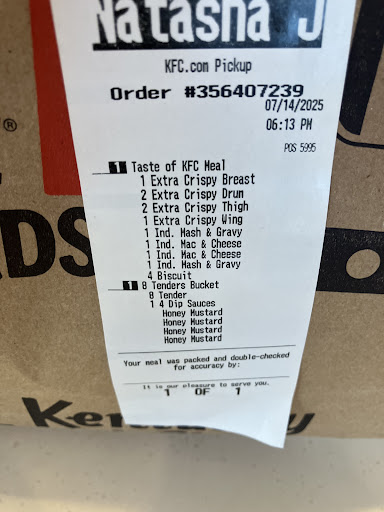 Natasha J
KFC.com Pickup
Order #356407239
07/14/2025
06:13 PM
POS 5995
1 Taste of KFC Meal
1 Extra Crispy Breast
2 Extra Crispy Drum
2 Extra Crispy Thigh
1 Extra Crispy Wing
1 Ind. Mash & Gravy
1 Ind. Mac & Cheese
1 Ind. Mac & Cheese
1 Ind. Mash & Gravy
4 Biscuit
1 8 Tenders Bucket
8 Tender
1 4 Dip Sauces
Honey Mustard
Honey Mustard
Honey Mustard
Honey Mustard
Your meal was packed and double-checked
for accuracy by:
It is our pleasure to serve you.
1 OF 1
®
DS
Ken y